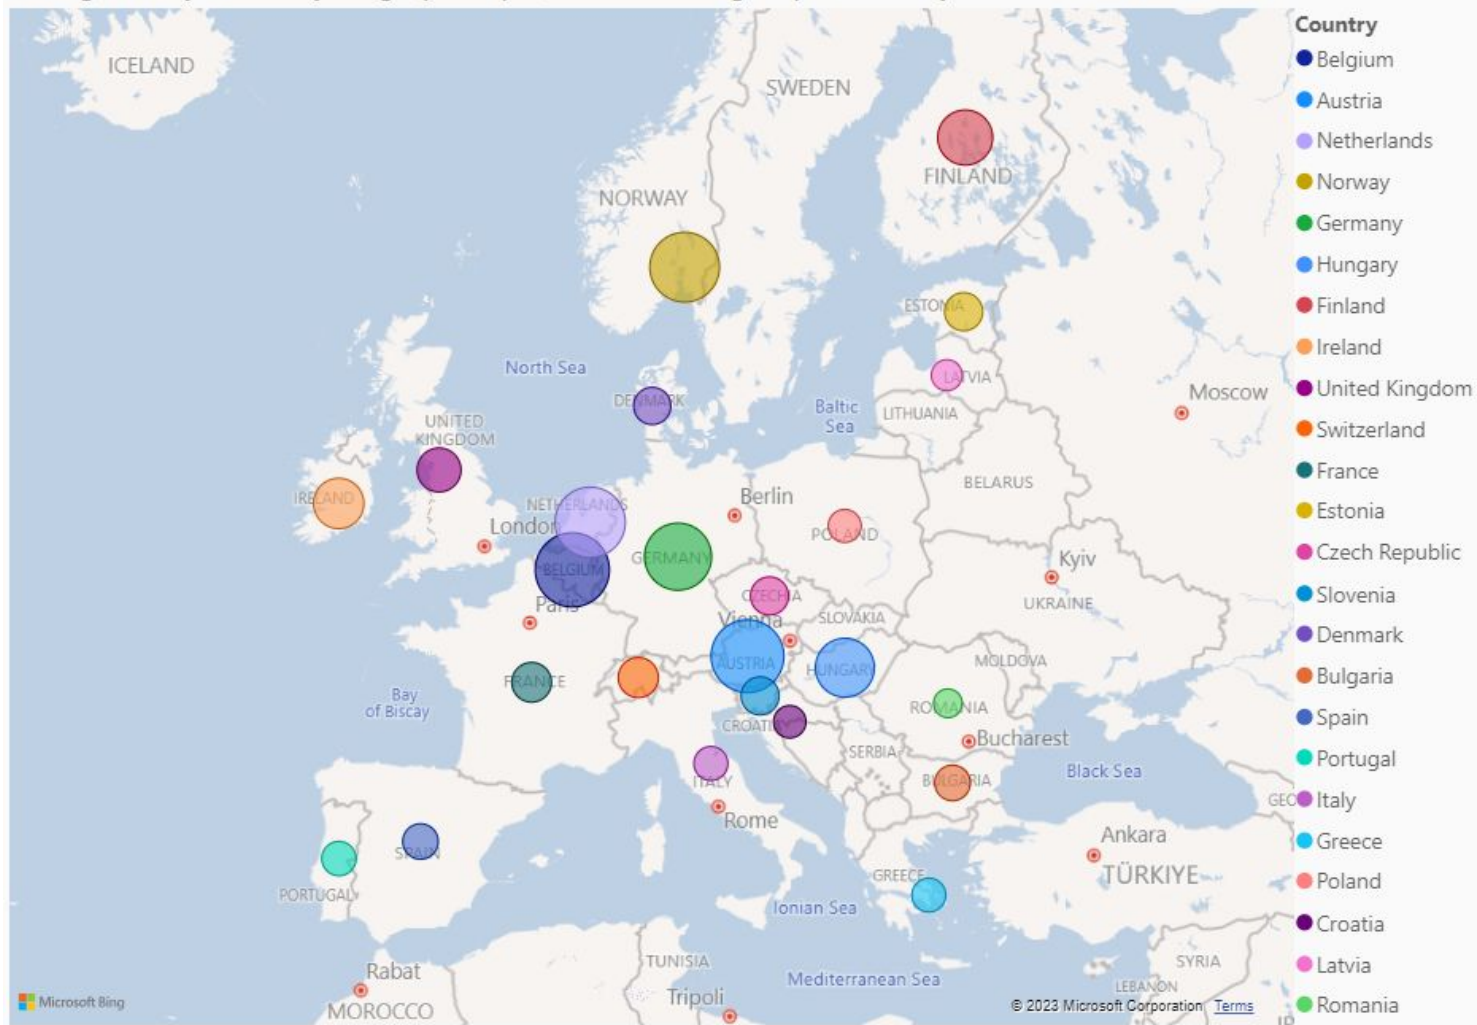 ICELAND
SWEDEN
FINLAND
NORWAY
ESTONIA
North Sea
LATVIA
DENMARK
Moscow
Baltic
Sea
LITHUANIA
UNITED
KINGDOM
BELARUS
IRELAND
NETHERLANDS
Berlin
London
POLAND
GERMANY
BELGIUM
Kyiv
UKRAINE
Paris
CZECHIA
Vienna
SLOVAKIA
AUSTRIA
HUNGARY
MOLDOVA
FRANCE
Bay
of Biscay
ROMANIA
CROATIA
Bucharest
SERBIA
Black Sea
ITALY
BULGARIA
GEO
Rome
Ankara
TÜRKIYE
SPAIN
PORTUGAL
GREECE
Ionian Sea
TUNISIA
SYRIA
Rabat
Mediterranean Sea
LEBANON
MOROCCO
Tripoli
Microsoft Bing
© 2023 Microsoft Corporation Terms
Country
Belgium
Austria
Netherlands
Norway
Germany
Hungary
Finland
Ireland
United Kingdom
Switzerland
France
Estonia
Czech Republic
Slovenia
Denmark
Bulgaria
Spain
Portugal
Italy
Greece
Poland
Croatia
Latvia
Romania